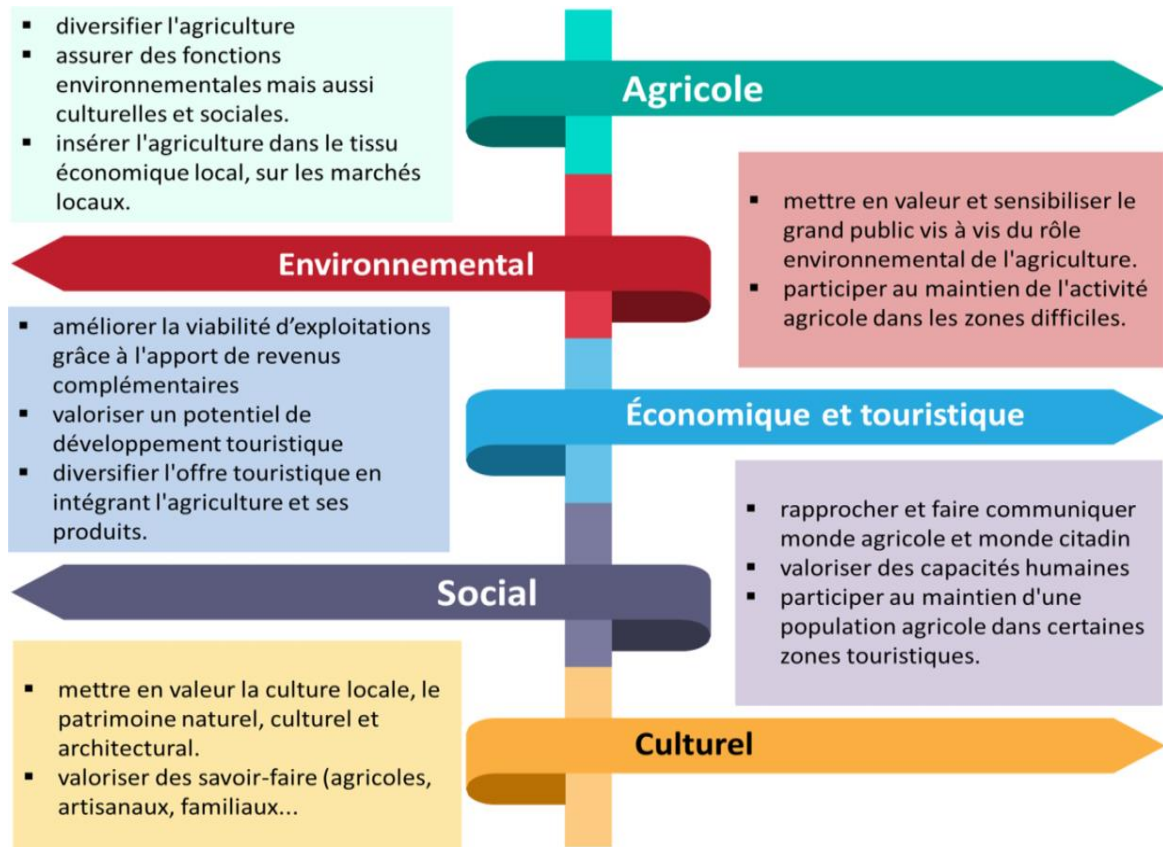 ▪ diversifier l'agriculture
▪ assurer des fonctions
environnementales mais aussi
culturelles et sociales.
▪ insérer l'agriculture dans le tissu
économique local, sur les marchés
locaux.
Agricole
Environnemental
▪ mettre en valeur et sensibiliser le
grand public vis à vis du rôle
environnemental de l'agriculture.
▪ participer au maintien de l'activité
agricole dans les zones difficiles.
▪ améliorer la viabilité d’exploitations
grâce à l'apport de revenus
complémentaires
▪ valoriser un potentiel de
développement touristique
▪ diversifier l'offre touristique en
intégrant l'agriculture et ses
produits.
Économique et touristique
Social
▪ rapprocher et faire communiquer
monde agricole et monde citadin
▪ valoriser des capacités humaines
▪ participer au maintien d'une
population agricole dans certaines
zones touristiques.
▪ mettre en valeur la culture locale, le
patrimoine naturel, culturel et
architectural.
▪ valoriser des savoir-faire (agricoles,
artisanaux, familiaux...
Culturel